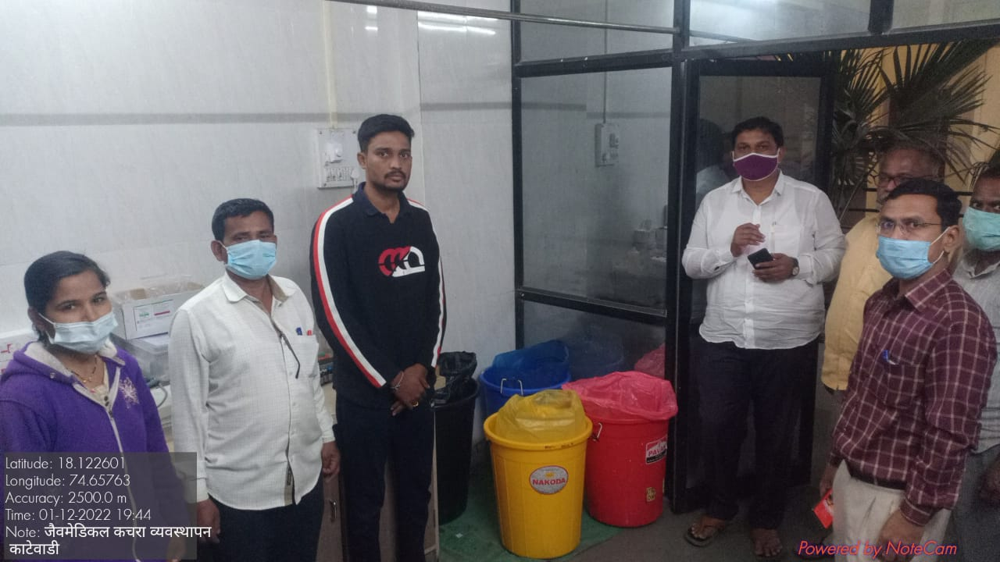 NAKODA
Latitude: 18.122601
Longitude: 74.65763
Accuracy: 2500.0 m
Time: 01-12-2022 19:44
Note: जैवमेडिकल कचरा व्यवस्थापन
काटेवाडी
Powered by NoteCam